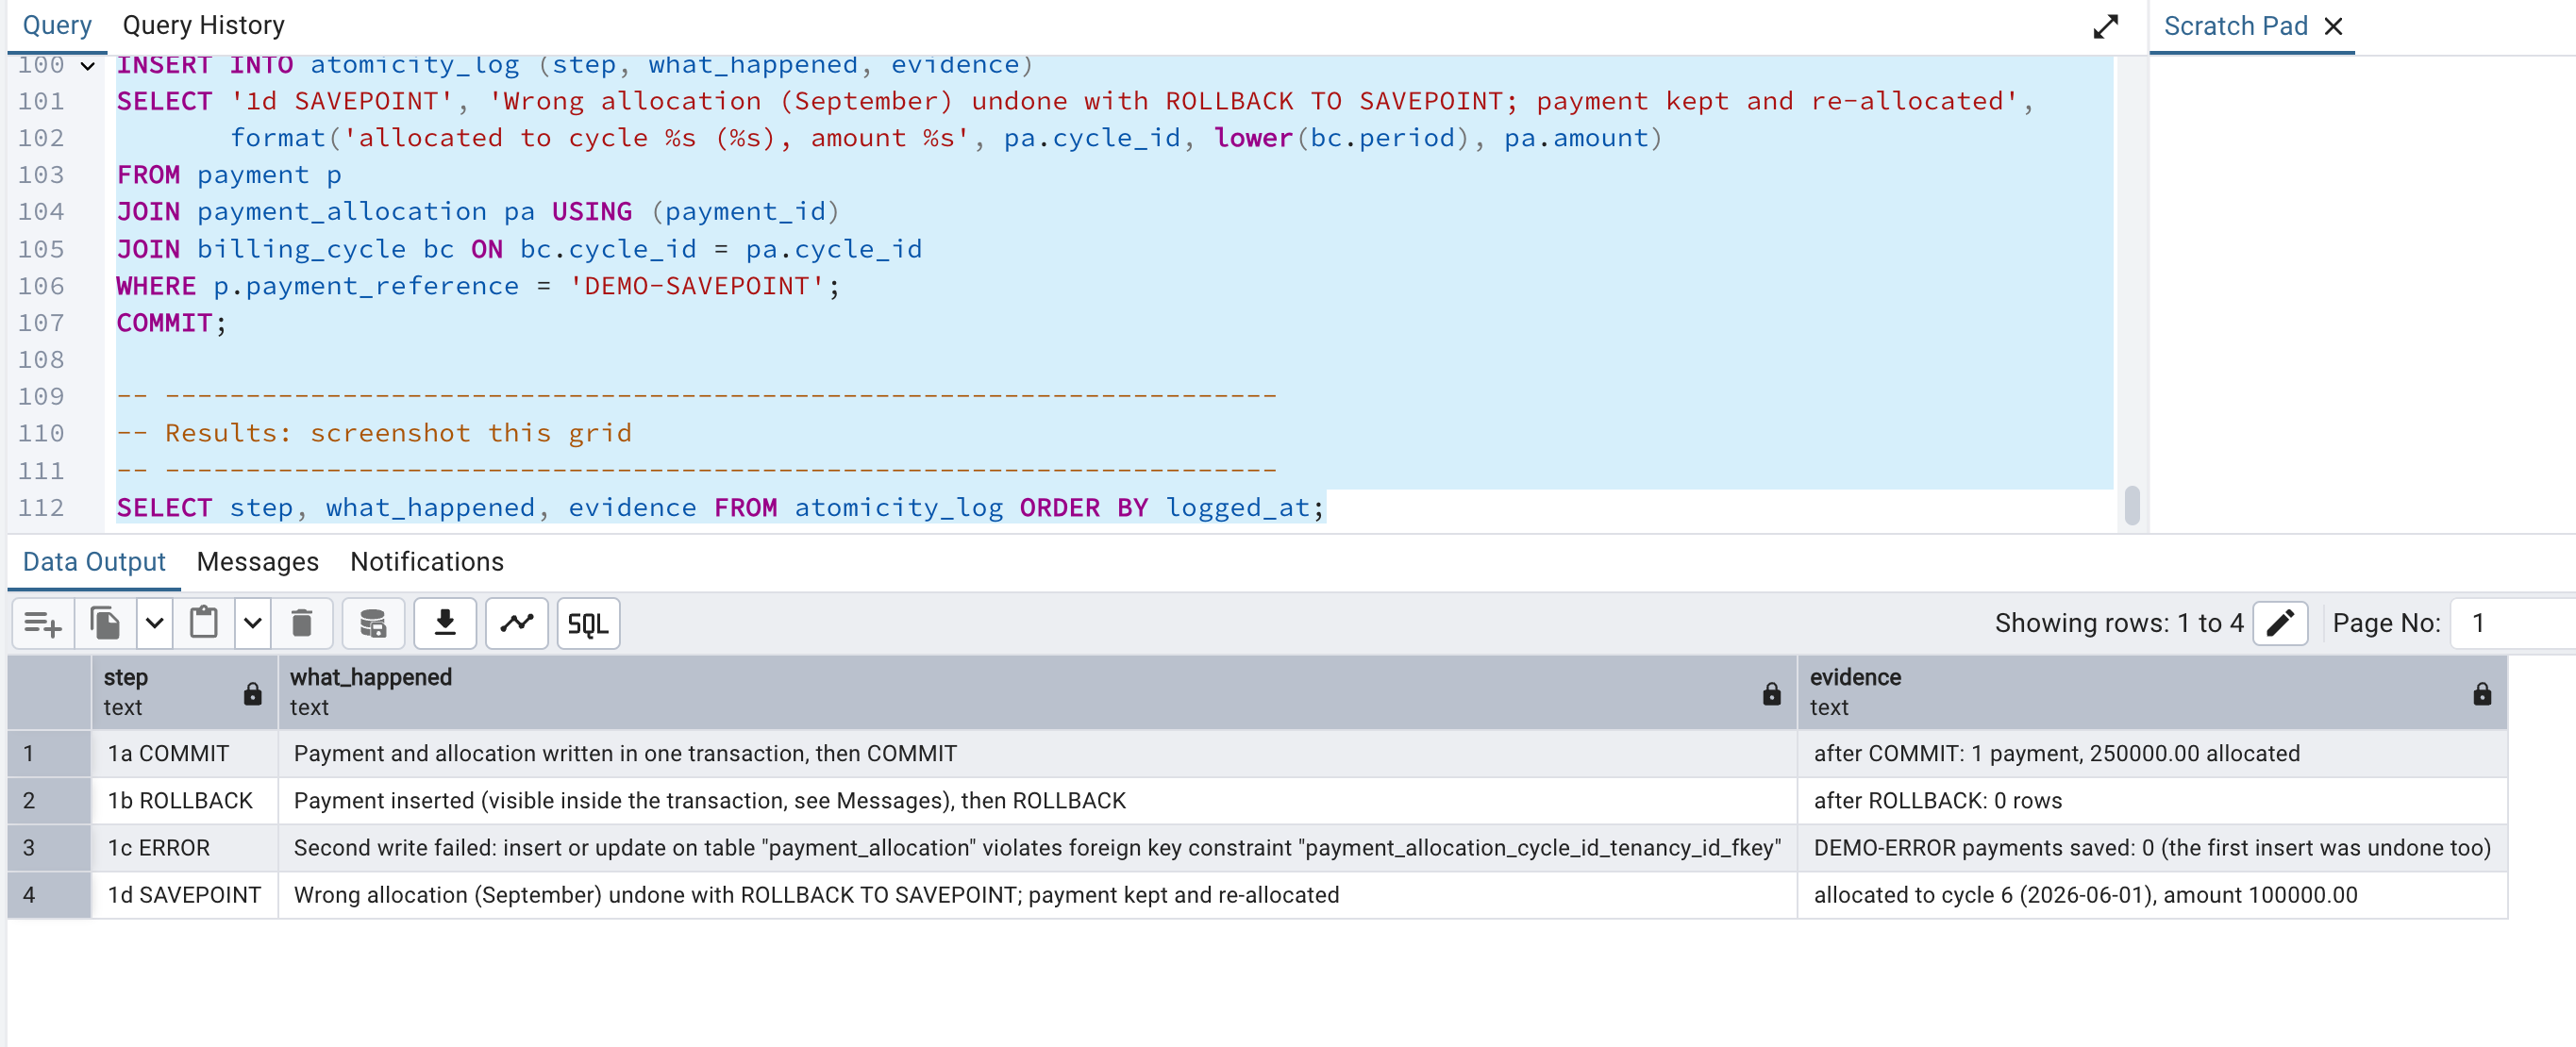 Query Query History Scratch Pad
100 INSERT INTO atomicity_log (step, what_happened, evidence)
101 SELECT '1d SAVEPOINT', 'Wrong allocation (September) undone with ROLLBACK TO SAVEPOINT; payment kept and re-allocated',
102 format('allocated to cycle %s (%s), amount %s', pa.cycle_id, lower(bc.period), pa.amount)
103 FROM payment p
104 JOIN payment_allocation pa USING (payment_id)
105 JOIN billing_cycle bc ON bc.cycle_id = pa.cycle_id
106 WHERE p.payment_reference = 'DEMO-SAVEPOINT';
107 COMMIT;
108
109 -- ---------------------------------------------------------------------
110 -- Results: screenshot this grid
111 -- ---------------------------------------------------------------------
112 SELECT step, what_happened, evidence FROM atomicity_log ORDER BY logged_at;
Data Output Messages Notifications
SQL Showing rows: 1 to 4 Page No: 1
step what_happened evidence
text text text
1 1a COMMIT Payment and allocation written in one transaction, then COMMIT after COMMIT: 1 payment, 250000.00 allocated
2 1b ROLLBACK Payment inserted (visible inside the transaction, see Messages), then ROLLBACK after ROLLBACK: 0 rows
3 1c ERROR Second write failed: insert or update on table "payment_allocation" violates foreign key constraint "payment_allocation_cycle_id_tenancy_id_fkey" DEMO-ERROR payments saved: 0 (the first insert was undone too)
4 1d SAVEPOINT Wrong allocation (September) undone with ROLLBACK TO SAVEPOINT; payment kept and re-allocated allocated to cycle 6 (2026-06-01), amount 100000.00